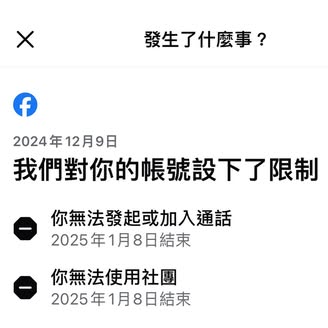 發生了什麼事？
2024年12月9日
我們對你的帳號設下了限制
你無法發起或加入通話
2025年1月8日結束
你無法使用社團
2025年1月8日結束